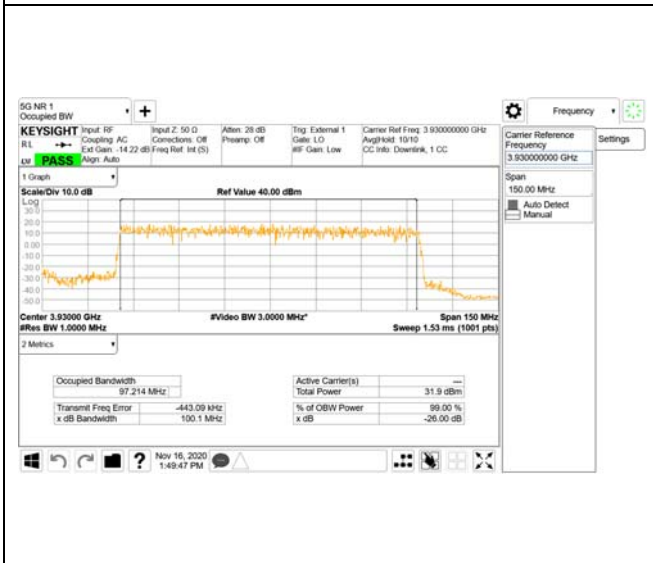 5G NR 1
Occupied BW
+
Frequency
KEYSIGHT
Input: RF
Coupling: AC
Ext Gain: -14.22 dB
Align: Auto
Input Z: 50 Ω
Corrections: Off
Freq Ref: Int (S)
Atten: 28 dB
Preamp: Off
Trig: External 1
Gate: LO
#IF Gain: Low
Carrier Ref Freq: 3.930000000 GHz
Avg|Hold: 10/10
CC Info: Downlink, 1 CC
R L
PASS
Carrier Reference
Frequency
3.930000000 GHz
Settings
Span
150.00 MHz
Auto Detect
Manual
1 Graph
Scale/Div 10.0 dB
Ref Value 40.00 dBm
Log
30.0
20.0
10.0
0.00
-10.0
-20.0
-30.0
-40.0
-50.0
Center 3.93000 GHz
#Video BW 3.0000 MHz*
Span 150 MHz
#Res BW 1.0000 MHz
Sweep 1.53 ms (1001 pts)
2 Metrics
Occupied Bandwidth
97.214 MHz
Active Carrier(s) ---
Total Power 31.9 dBm
Transmit Freq Error -443.09 kHz
% of OBW Power 99.00 %
x dB Bandwidth 100.1 MHz
x dB -26.00 dB
?
Nov 16, 2020
1:49:47 PM